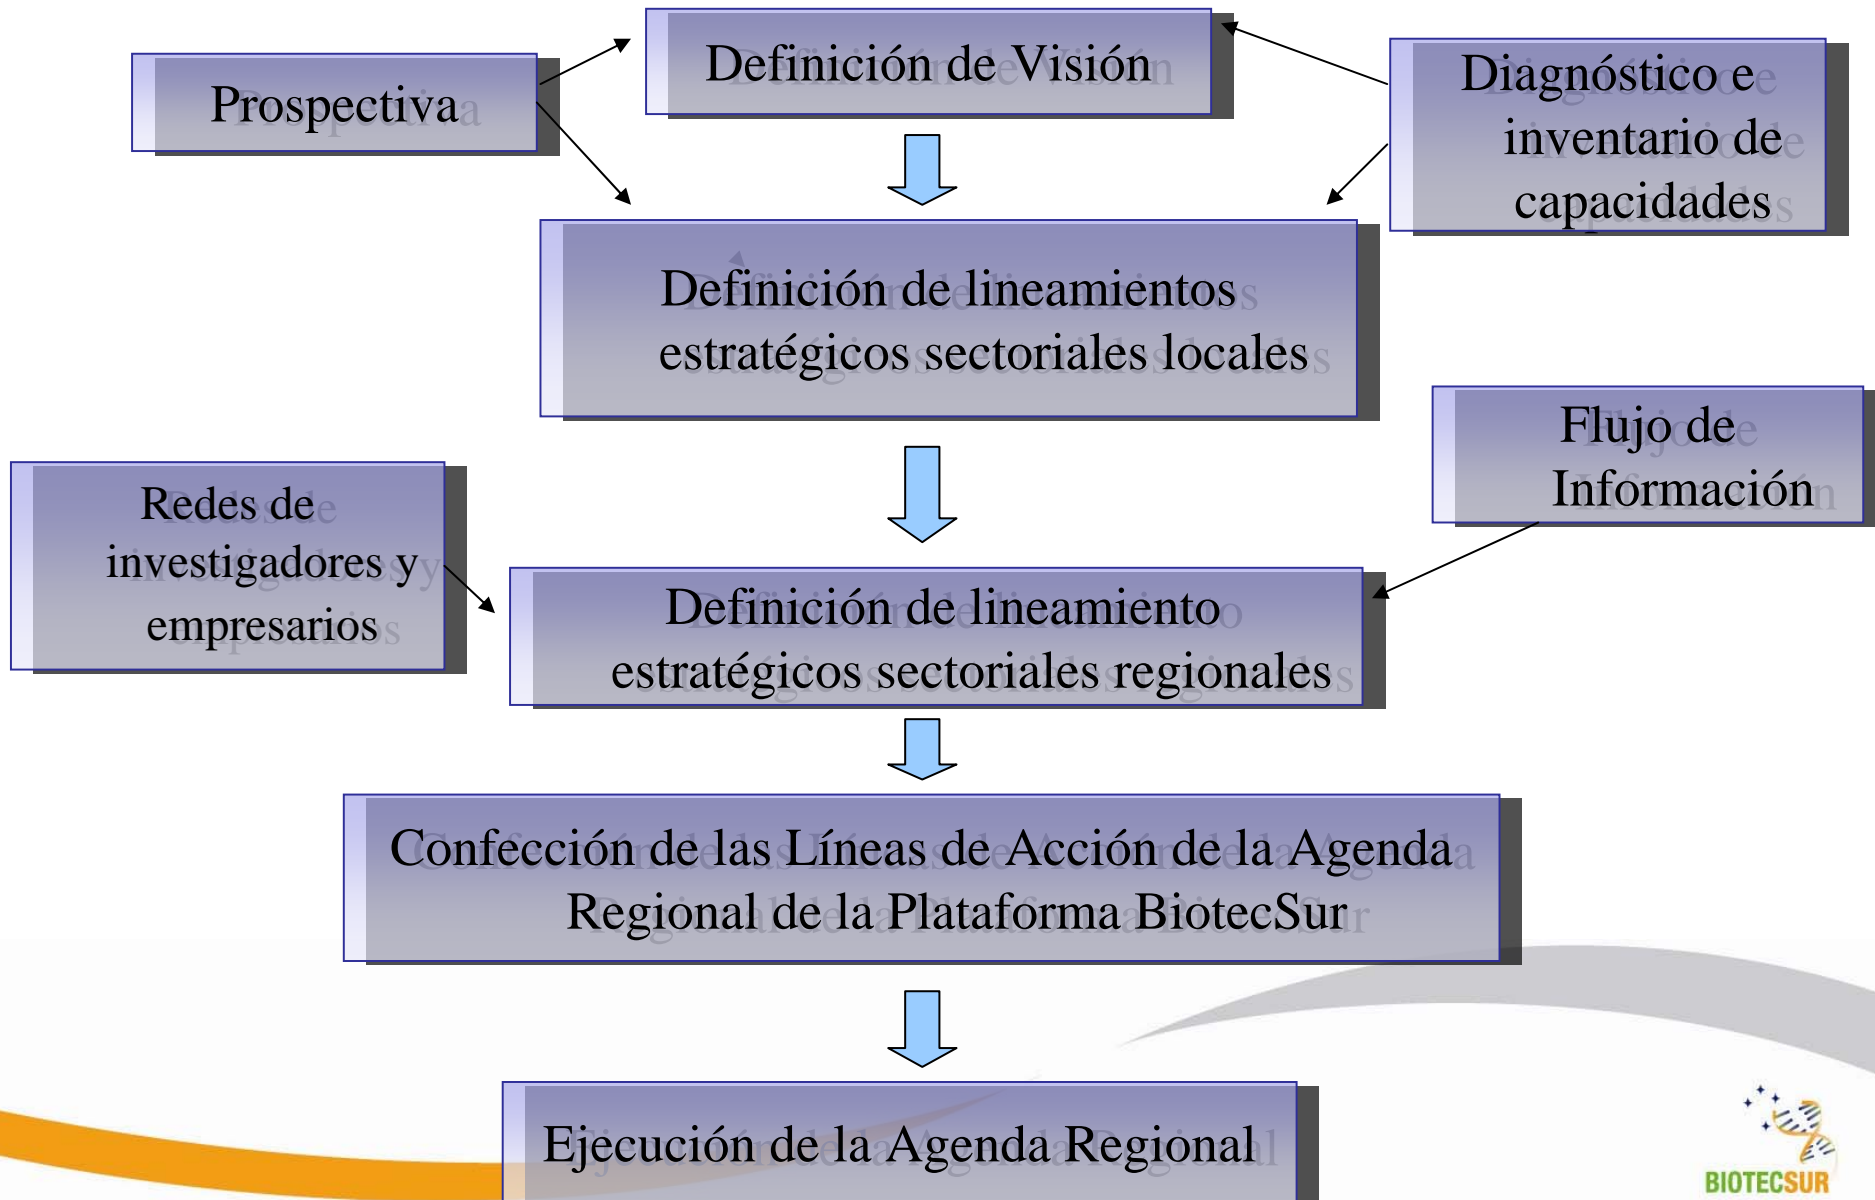 Definición de Visión
Prospectiva
Diagnóstico e
inventario de
capacidades
Definición de lineamientos
estratégicos sectoriales locales
Flujo de
Información
Redes de
investigadores y
empresarios
Definición de lineamiento
estratégicos sectoriales regionales
Confección de las Líneas de Acción de la Agenda
Regional de la Plataforma BiotecSur
Ejecución de la Agenda Regional
BIOTECSUR